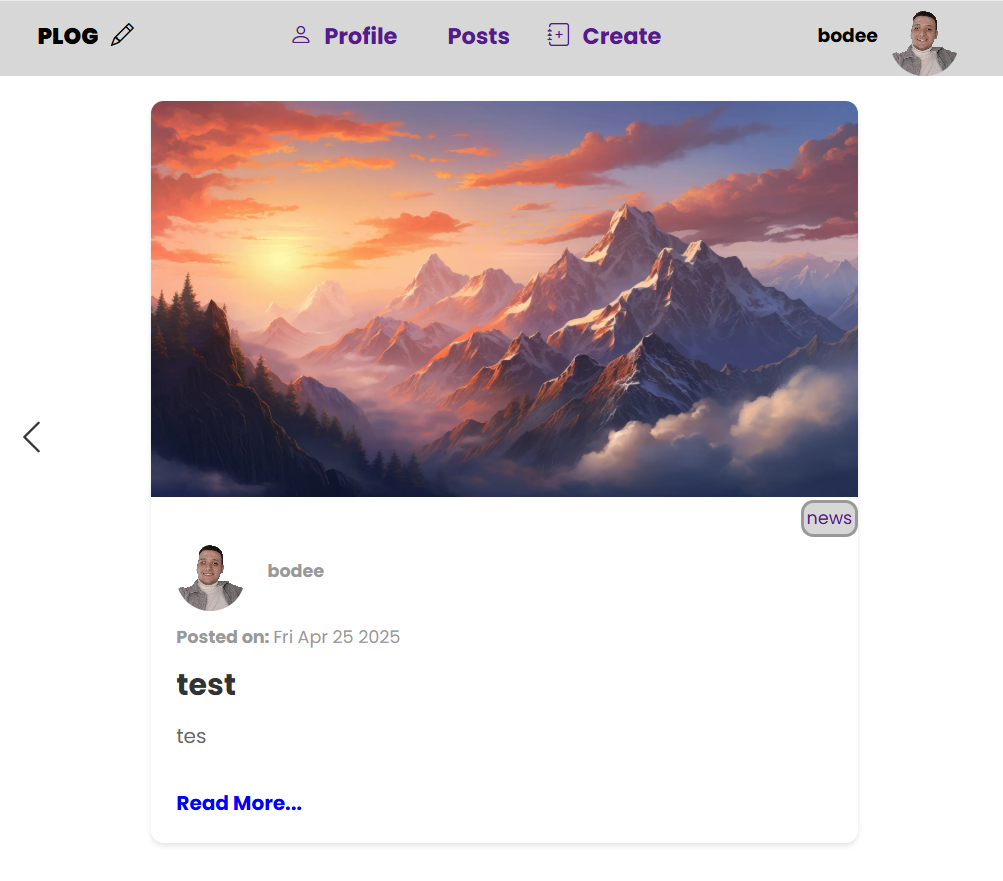 PLOG Profile Posts Create bodee
news
bodee
Posted on: Fri Apr 25 2025
test
tes
Read More...